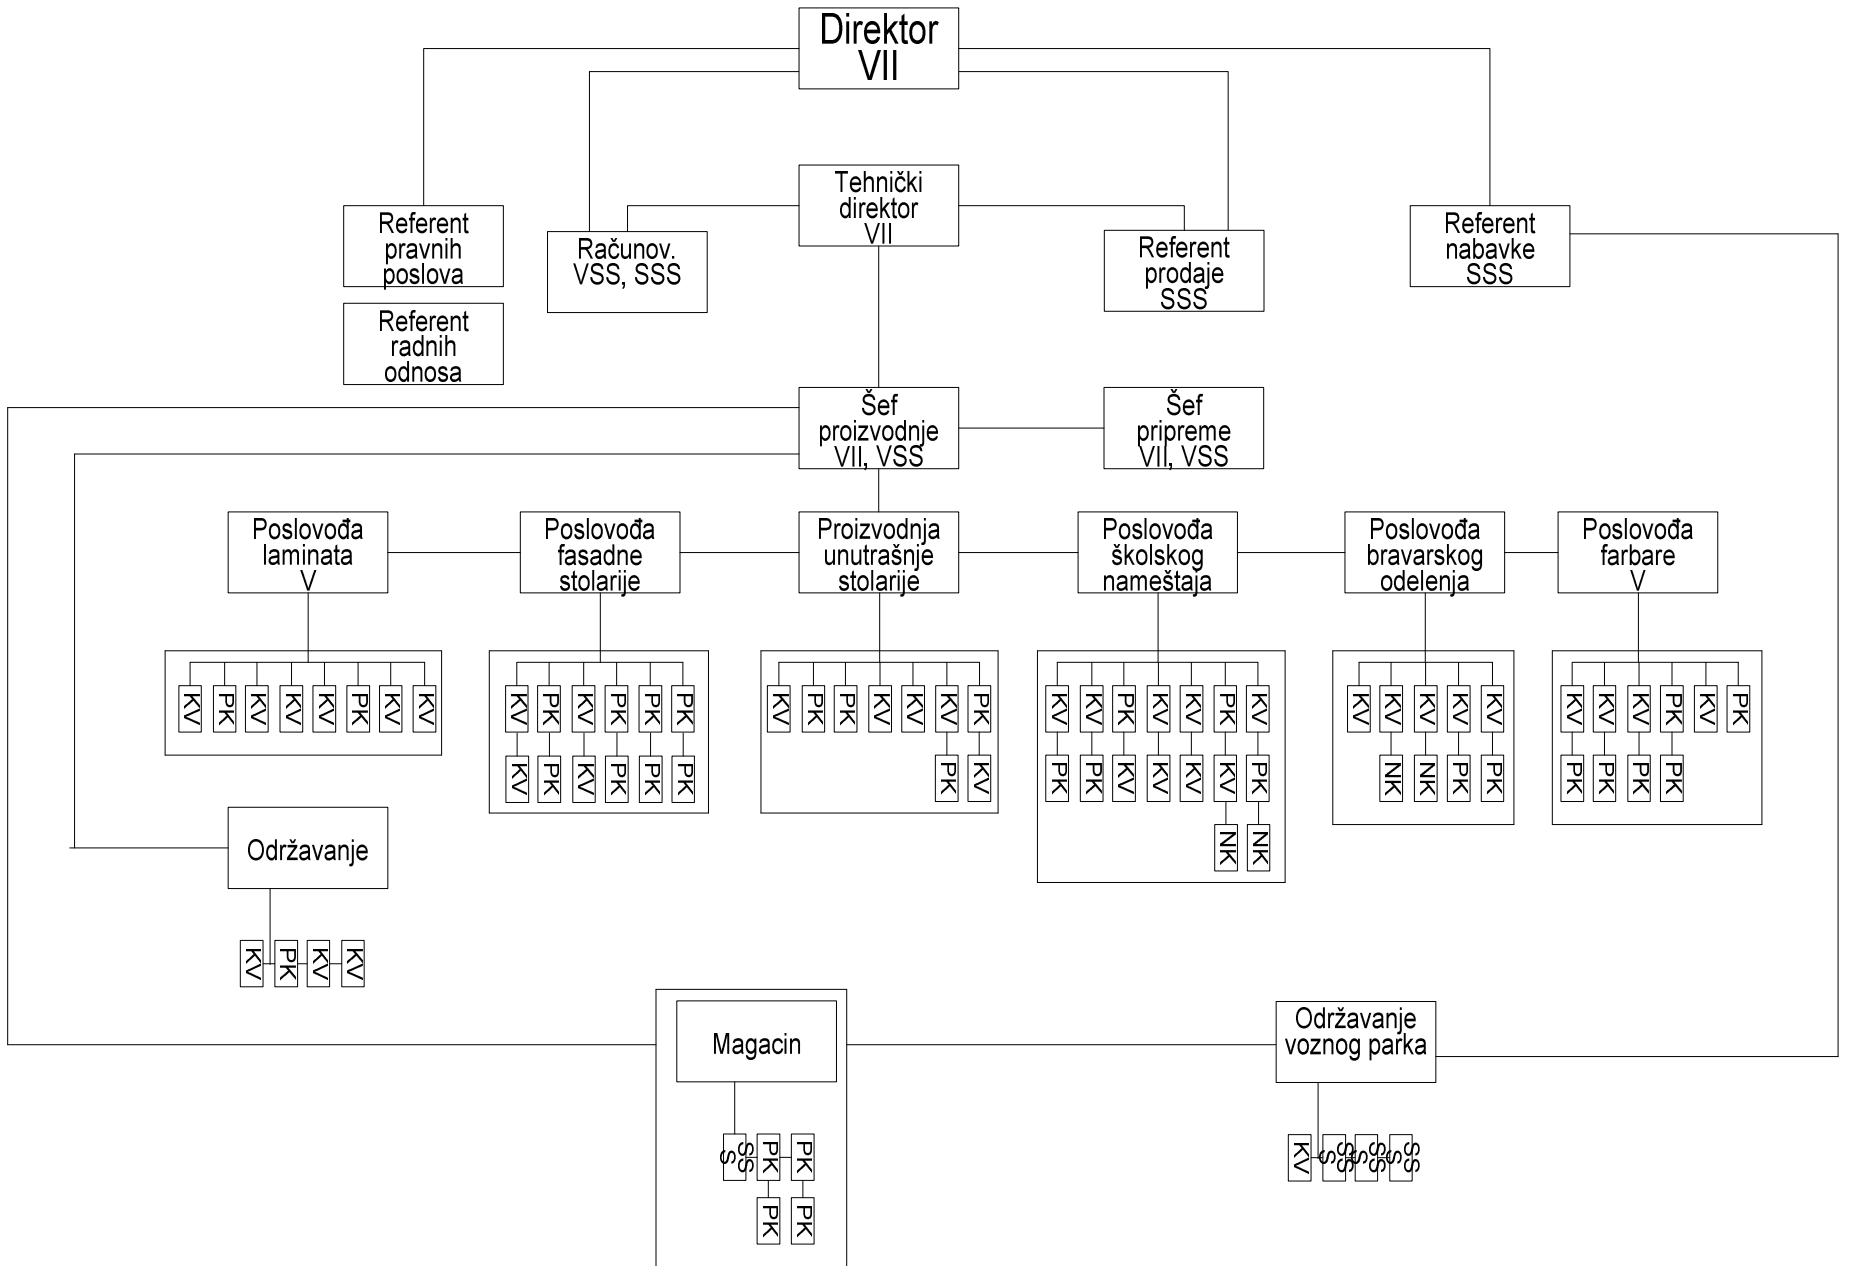 Direktor
VII
Tehnički
direktor
VII
Referent
pravnih
poslova
Računov.
VSS, SSS
Referent
prodaje
SSS
Referent
nabavke
SSS
Referent
radnih
odnosa
Šef
proizvodnje
VII, VSS
Šef
pripreme
VII, VSS
Poslovođa
laminata
V
Poslovođa
fasadne
stolarije
Proizvodnja
unutrašnje
stolarije
Poslovođa
školskog
nameštaja
Poslovođa
bravarskog
odelenja
Poslovođa
farbare
V
KV
PK
KV
KV
KV
PK
KV
KV
KV
PK
KV
PK
PK
PK
KV
PK
KV
PK
PK
PK
KV
PK
PK
KV
KV
KV
PK
PK
KV
KV
KV
KV
KV
KV
PK
KV
PK
PK
KV
KV
KV
KV
PK
NK
NK
KV
KV
KV
KV
KV
NK
NK
PK
PK
KV
KV
KV
PK
KV
PK
PK
PK
PK
PK
Održavanje
KV
PK
KV
KV
Magacin
SS
S
PK
PK
PK
PK
Održavanje
voznog parka
KV
SS
S
SS
S
SS
S